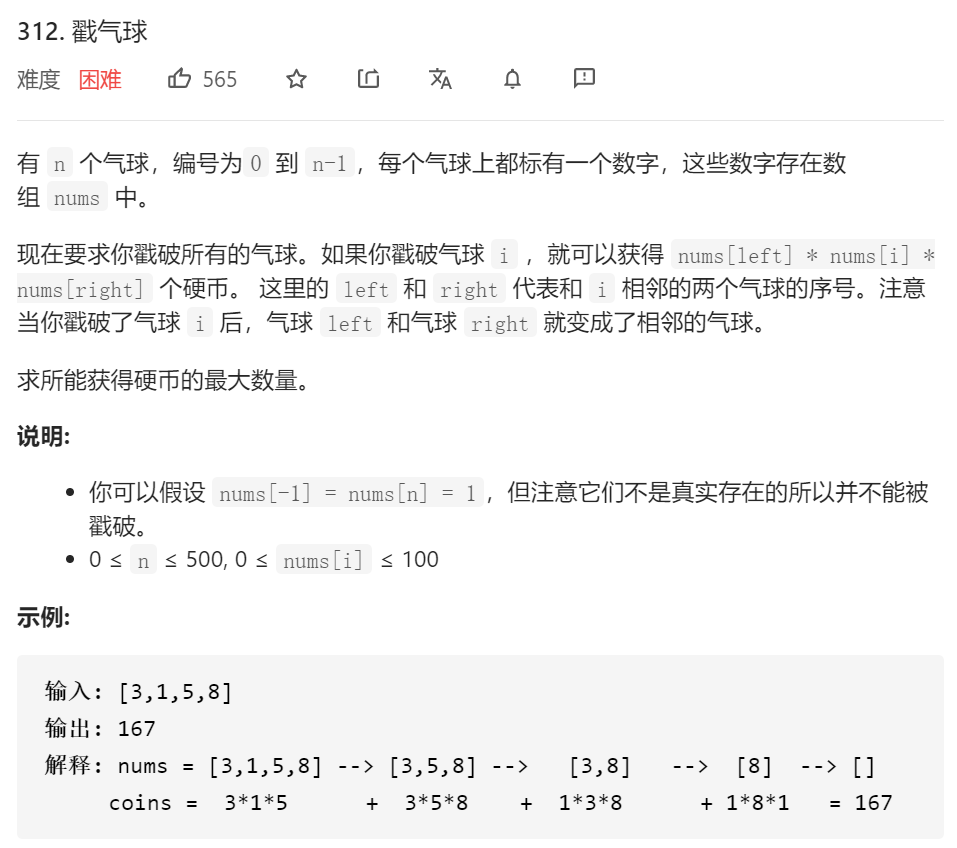 312. 戳气球
难度 困难 565
有 n 个气球，编号为 0 到 n-1，每个气球上都标有一个数字，这些数字存在数
组 nums 中。
现在要求你戳破所有的气球。如果你戳破气球 i ，就可以获得 nums[left] * nums[i] *
nums[right] 个硬币。 这里的 left 和 right 代表和 i 相邻的两个气球的序号。注意
当你戳破了气球 i 后，气球 left 和气球 right 就变成了相邻的气球。
求所能获得硬币的最大数量。
说明:
• 你可以假设 nums[-1] = nums[n] = 1，但注意它们不是真实存在的所以并不能被
戳破。
• 0 ≤ n ≤ 500, 0 ≤ nums[i] ≤ 100
示例:
输入: [3,1,5,8]
输出: 167
解释: nums = [3,1,5,8] --> [3,5,8] --> [3,8] --> [8] --> []
coins = 3*1*5 + 3*5*8 + 1*3*8 + 1*8*1 = 167